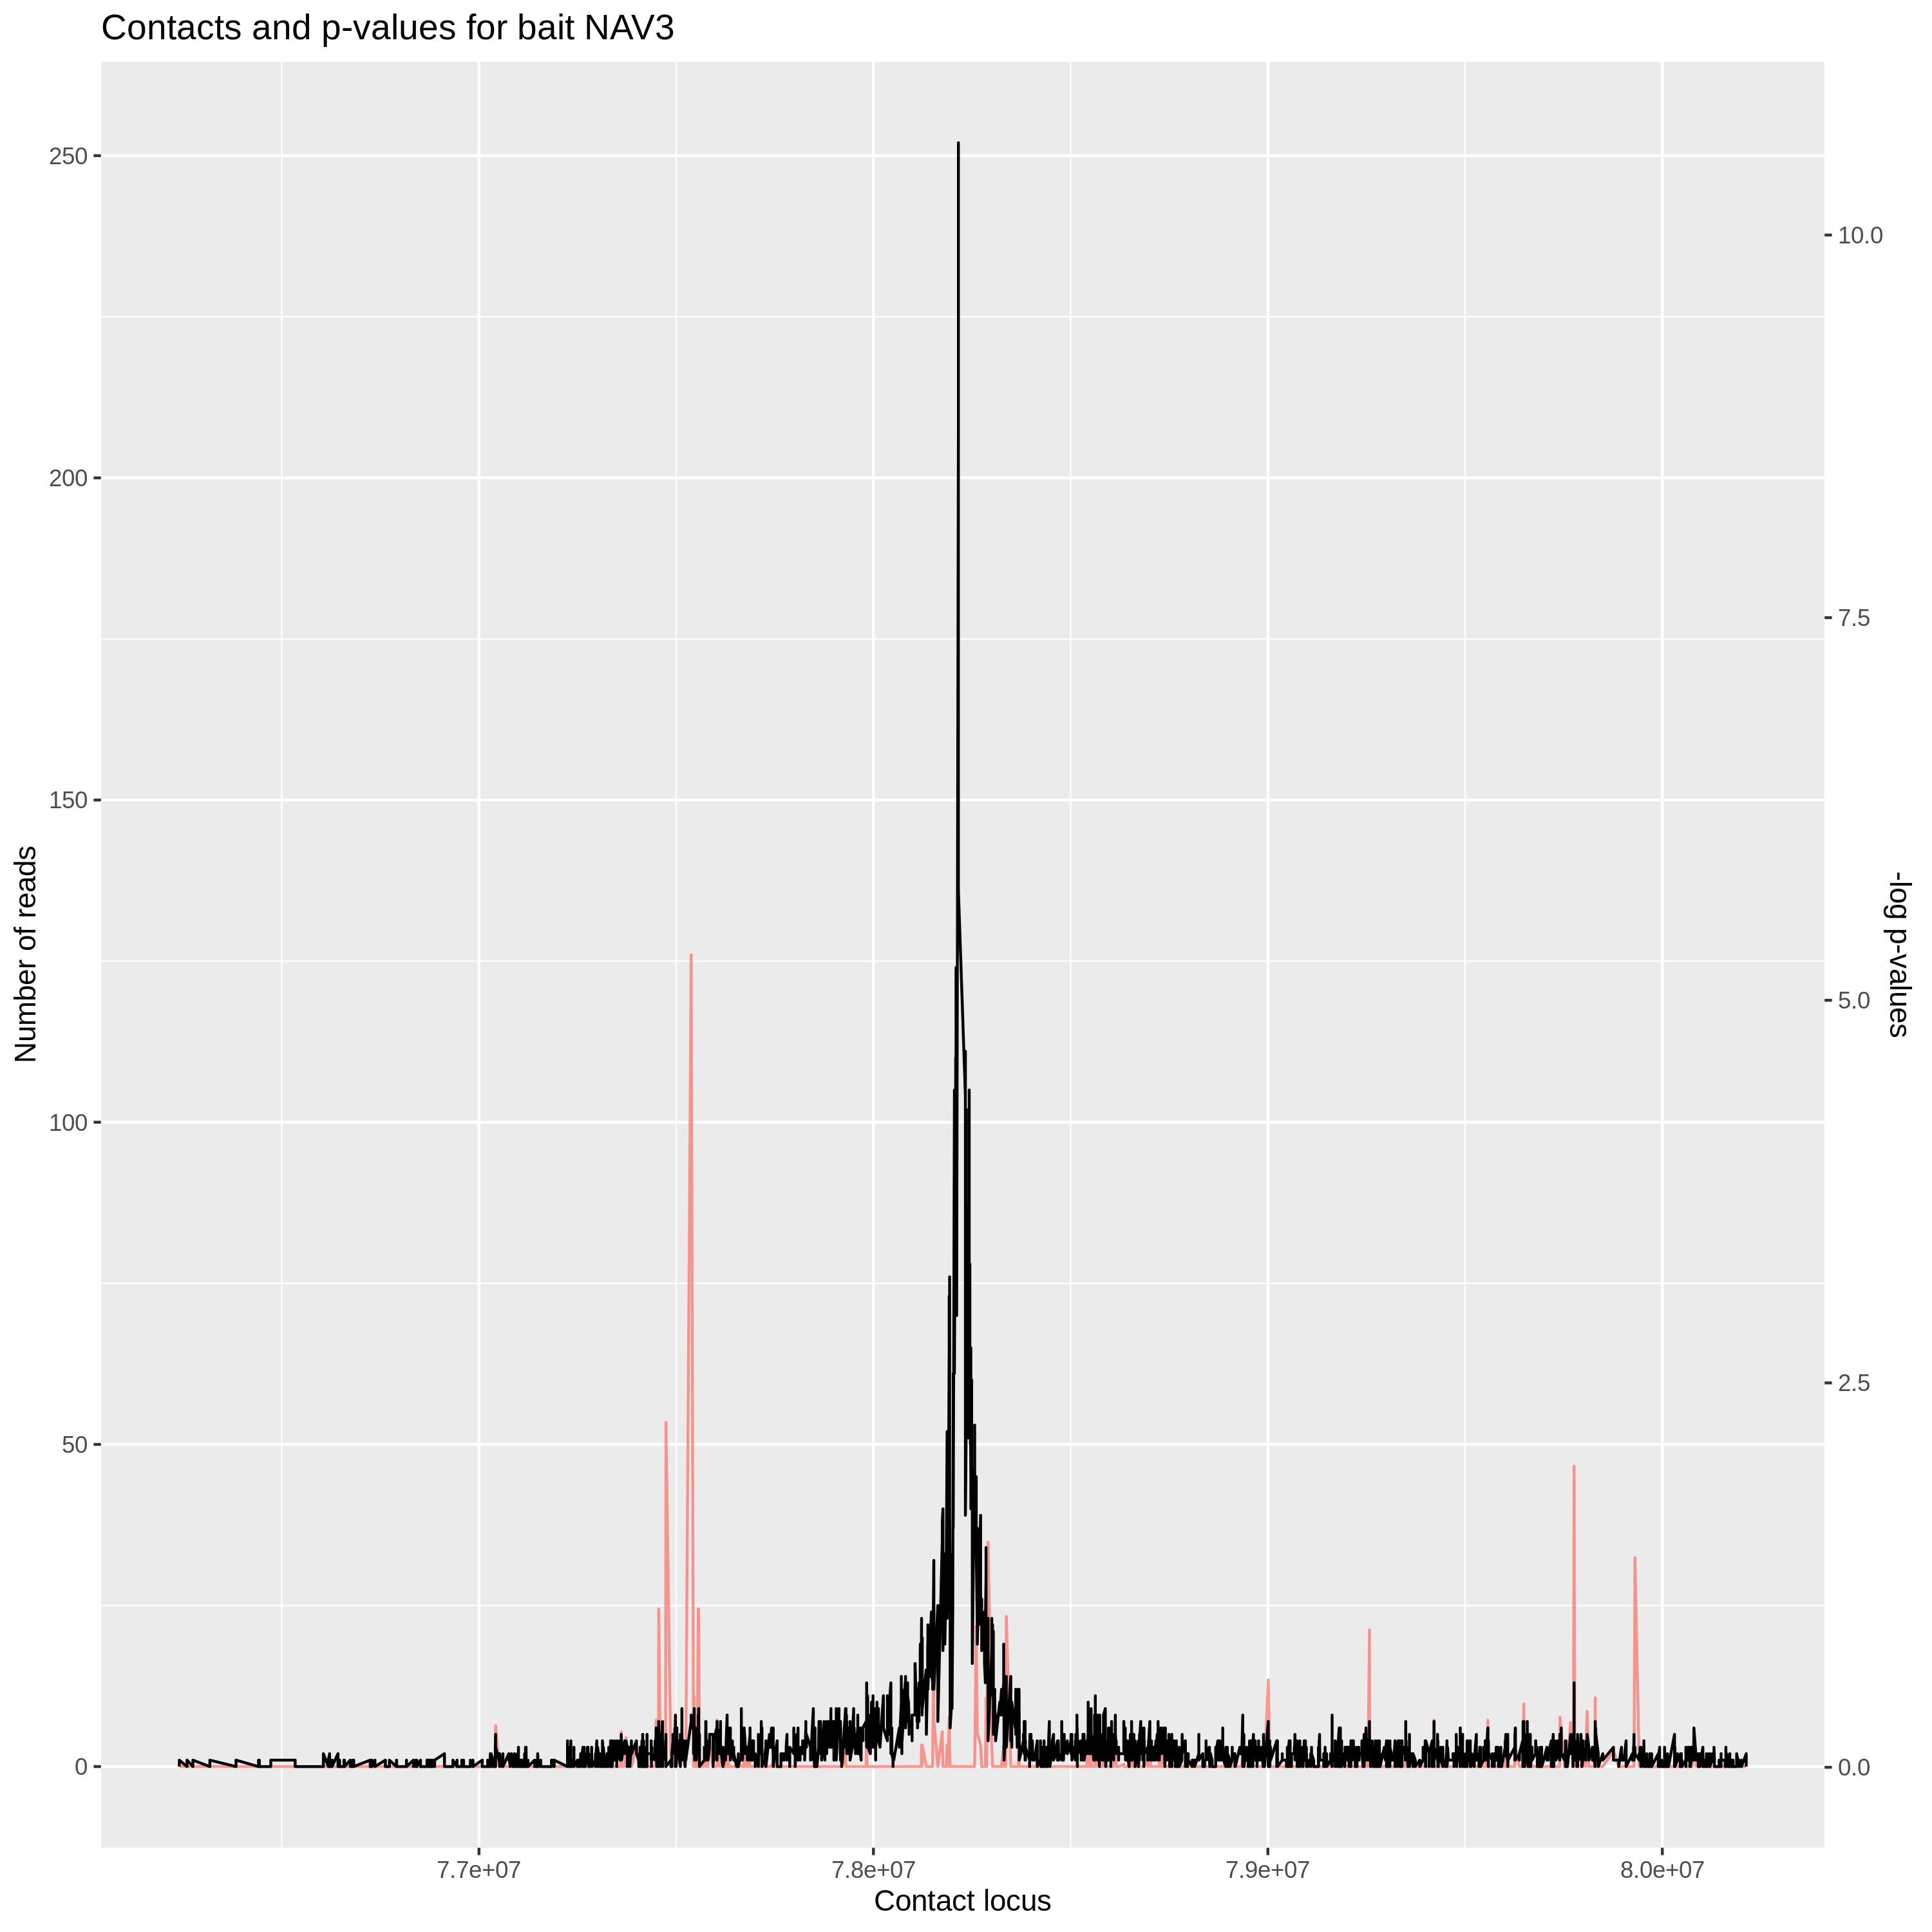 Contacts and p-values for bait NAV3
250
200
150
100
50
0
Number of reads
10.0
7.5
5.0
2.5
0.0
-log p-values
7.7e+07
7.8e+07
7.9e+07
8.0e+07
Contact locus